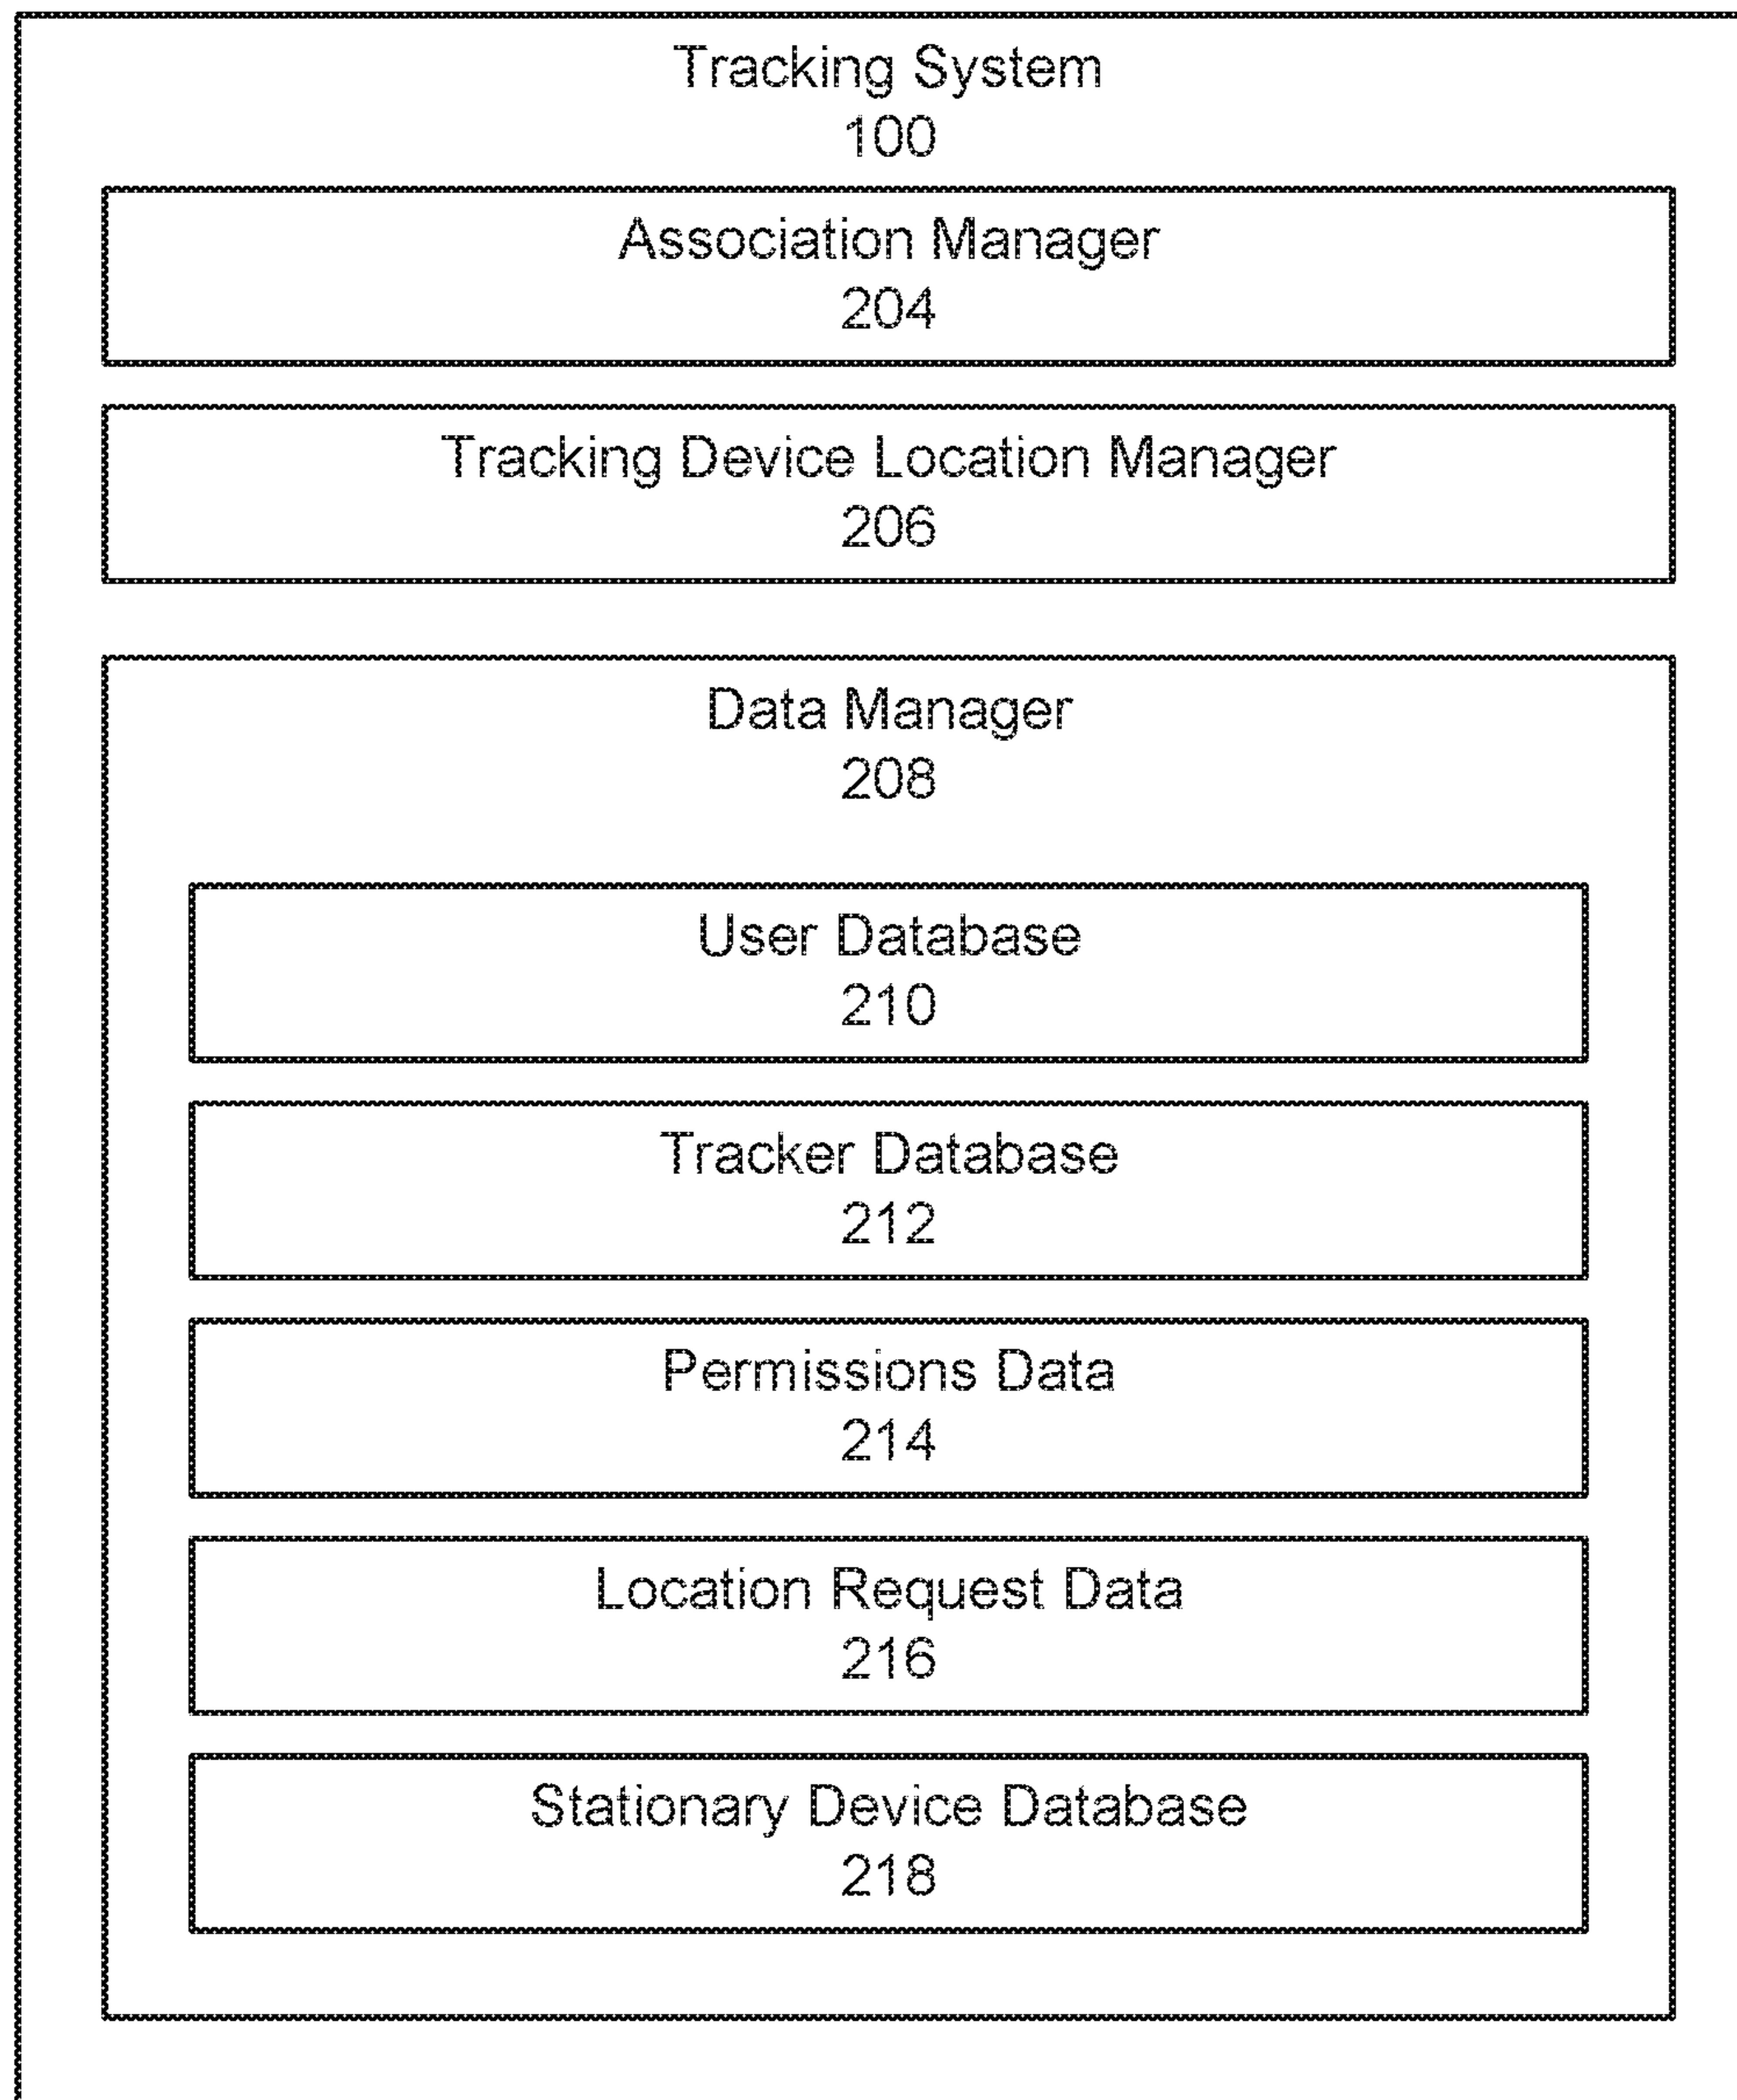 Tracking System
100
Association Manager
204
Tracking Device Location Manager
206
Data Manager
208
User Database
210
Tracker Database
212
Permissions Data
214
Location Request Data
216
Stationary Device Database
218